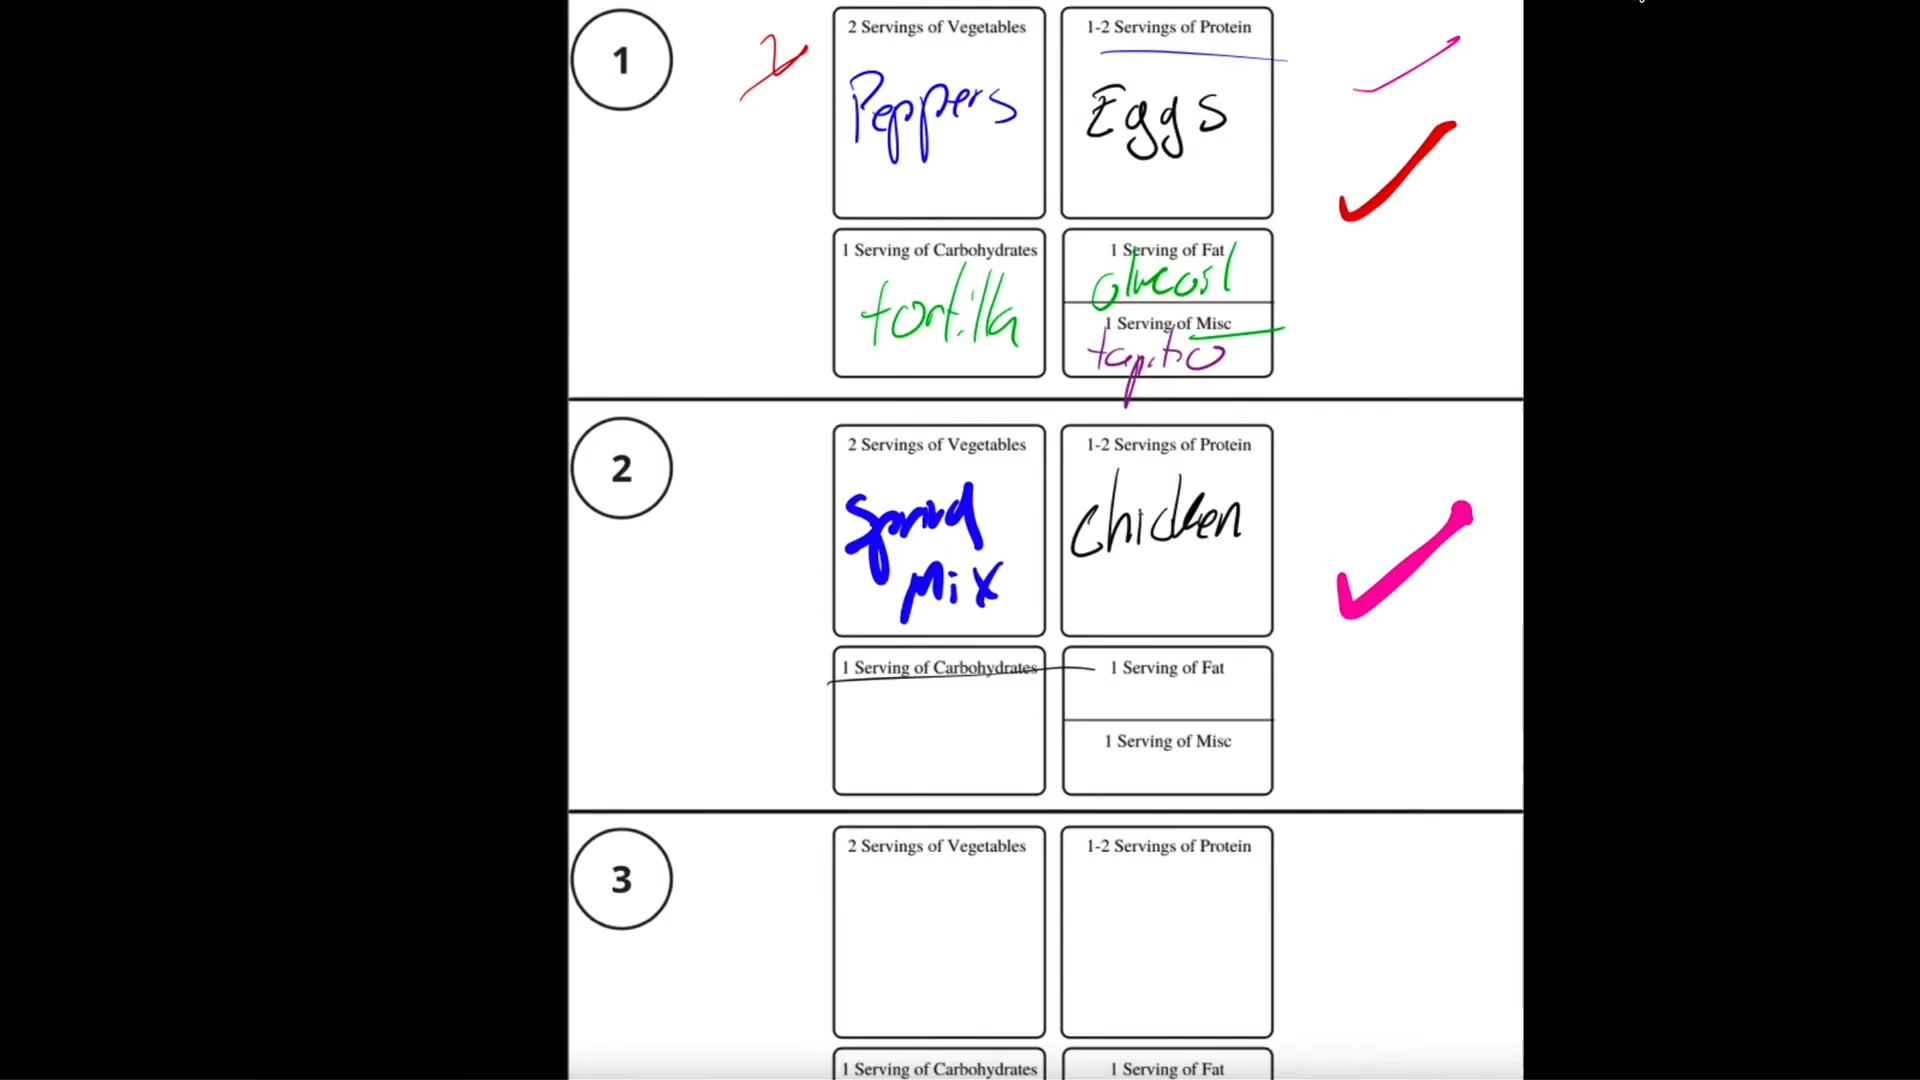 1
2 Servings of Vegetables
Peppers
1-2 Servings of Protein
Eggs
1 Serving of Carbohydrates
tortilla
1 Serving of Fat
1 Serving of Misc
2
2 Servings of Vegetables
Mix
1-2 Servings of Protein
chicken
1 Serving of Carbohydrates
1 Serving of Fat
1 Serving of Misc
3
2 Servings of Vegetables
1-2 Servings of Protein
1 Serving of Carbohydrates
1 Serving of Fat